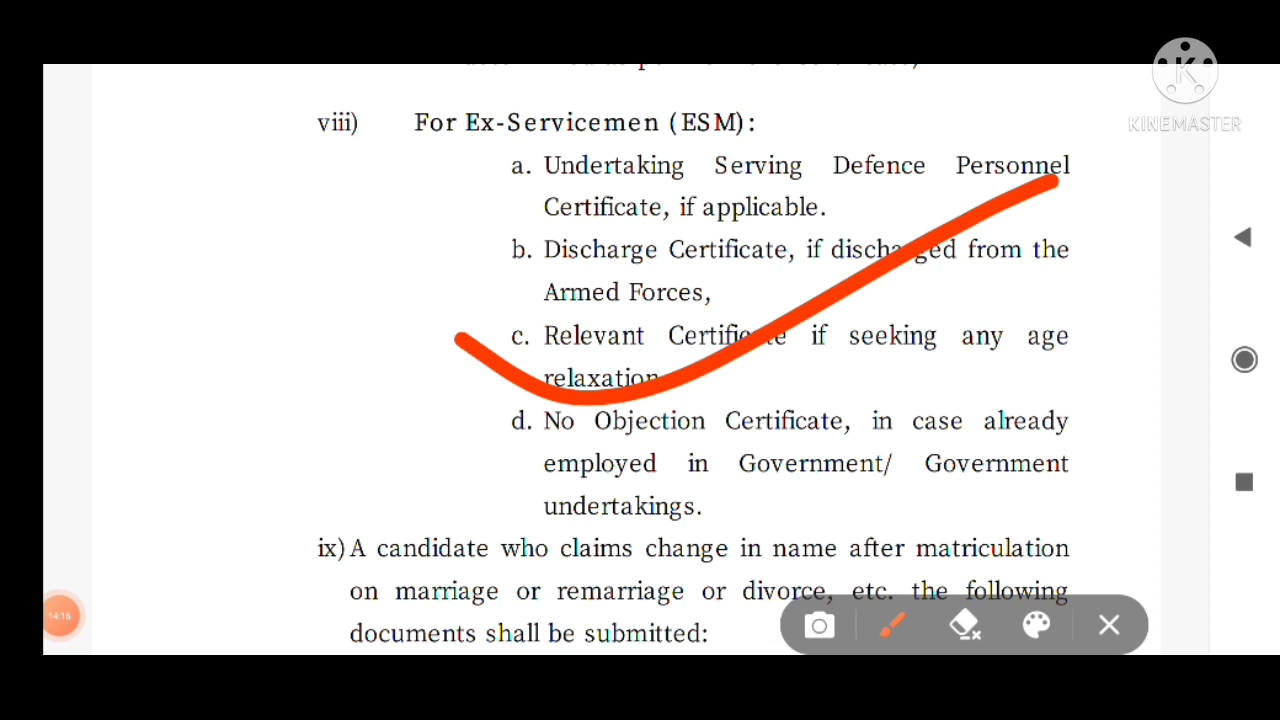 viii) For Ex-Servicemen (ESM):
a. Undertaking Serving Defence Personnel
Certificate, if applicable.
b. Discharge Certificate, if discharged from the
Armed Forces,
c. Relevant Certificate if seeking any age
relaxation
d. No Objection Certificate, in case already
employed in Government/ Government
undertakings.
ix) A candidate who claims change in name after matriculation
on marriage or remarriage or divorce, etc. the following
documents shall be submitted:
14:16
K
KINEMASTER